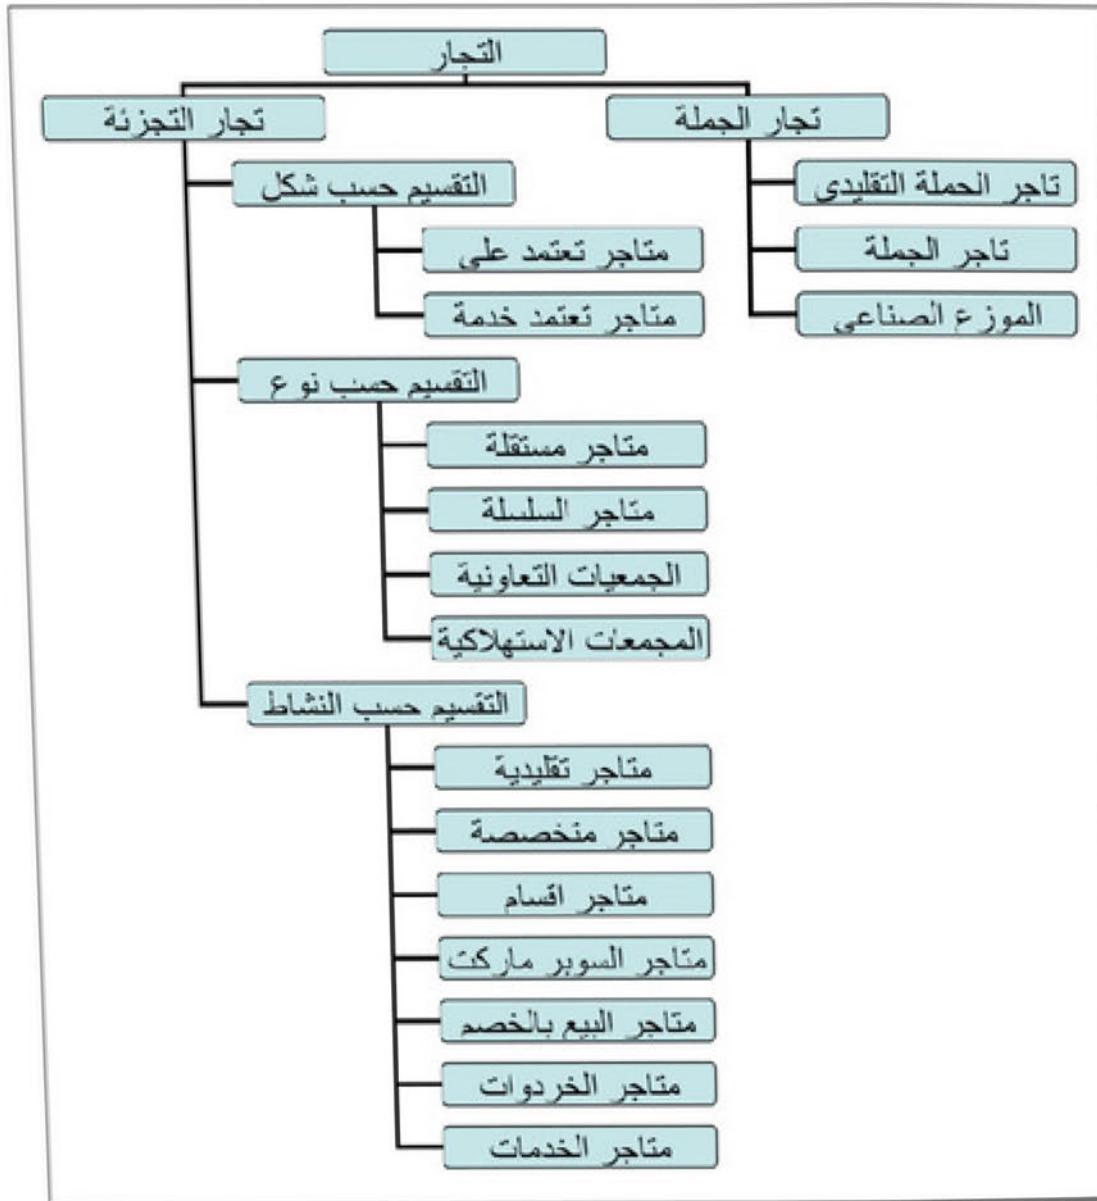 التجار
تجار الجملة
تاجر الحملة التقليدى
تاجر الجملة
الموزع الصناعى
تجار التجزئة
التقسيم حسب شكل
متاجر تعتمد على
متاجر تعتمد خدمة
التقسيم حسب نوع
متاجر مستقلة
متاجر السلسلة
الجمعيات التعاونية
المجمعات الاستهلاكية
التقسيم حسب النشاط
متاجر تقليدية
متاجر متخصصة
متاجر اقسام
متاجر السوبر ماركت
متاجر البيع بالخصم
متاجر الخردوات
متاجر الخدمات